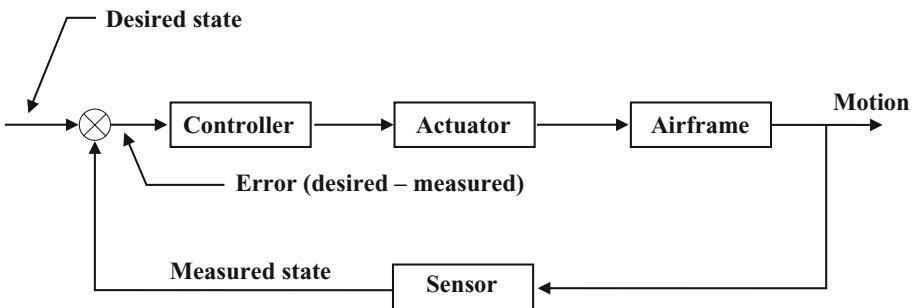 Desired state
Motion
Controller
Actuator
Airframe
Error (desired – measured)
Measured state
Sensor